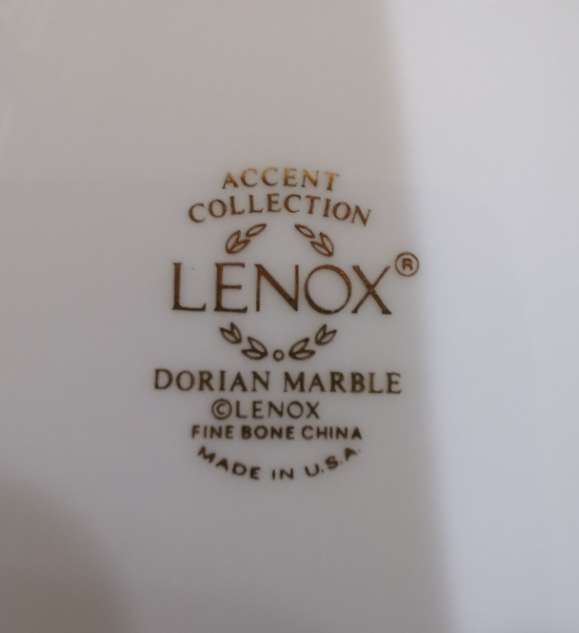 ACCENT
COLLECTION
LENOX®
DORIAN MARBLE
©LENOX
FINE BONE CHINA
MADE IN U.S.A.